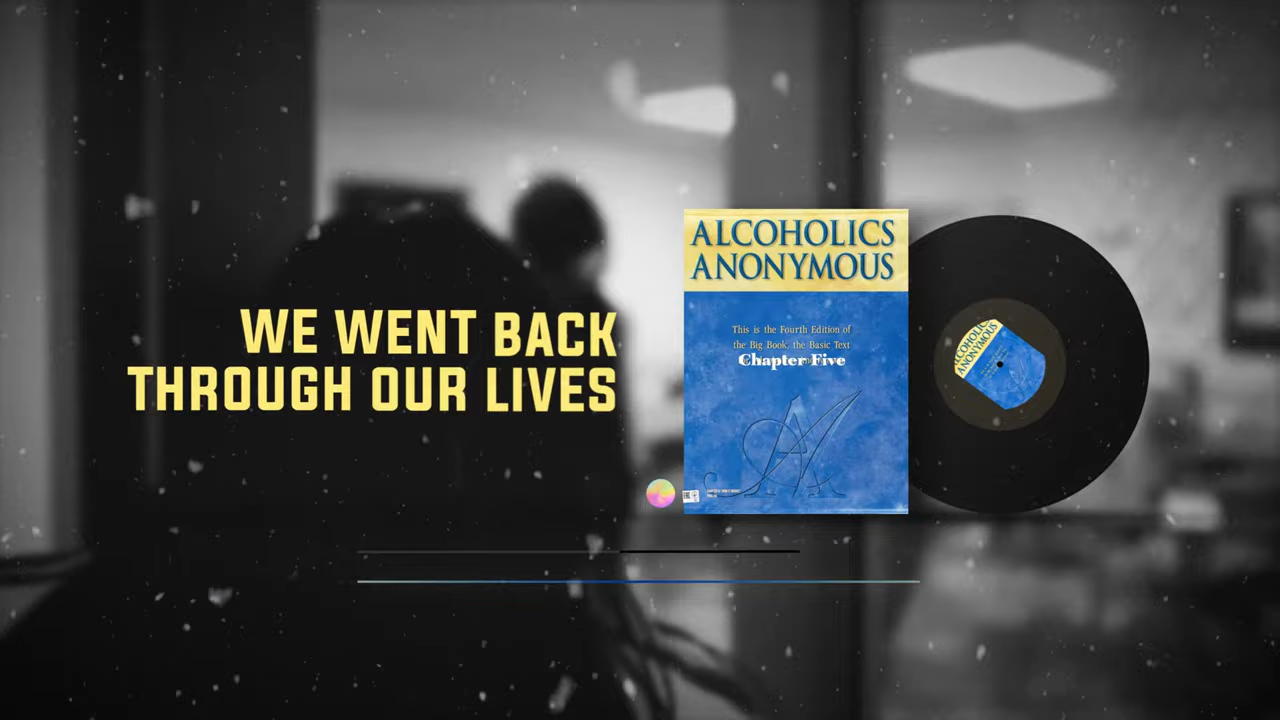 WE WENT BACK
THROUGH OUR LIVES
ALCOHOLICS
ANONYMOUS
This is the Fourth Edition of
the Big Book, the Basic Text
Chapter Five
ALCOHOLICS
ANONYMOUS